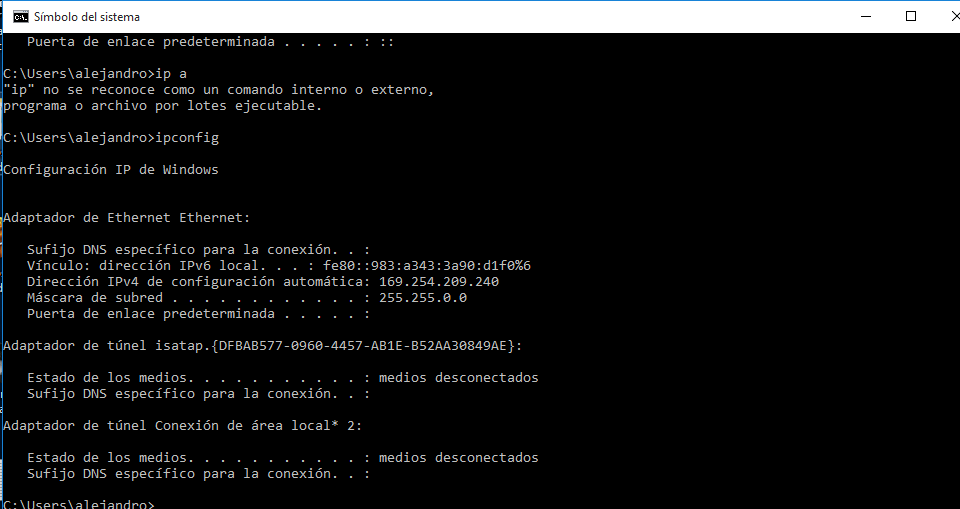 Símbolo del sistema
Puerta de enlace predeterminada . . . . . : ::
C:\Users\alejandro>ip a
"ip" no se reconoce como un comando interno o externo,
programa o archivo por lotes ejecutable.
C:\Users\alejandro>ipconfig
Configuración IP de Windows
Adaptador de Ethernet Ethernet:
Sufijo DNS específico para la conexión. . :
Vínculo: dirección IPv6 local. . . : fe80::983:a343:3a90:d1f0%6
Dirección IPv4 de configuración automática: 169.254.209.240
Máscara de subred . . . . . . . . . . . . : 255.255.0.0
Puerta de enlace predeterminada . . . . . :
Adaptador de túnel isatap.{DFBAB577-0960-4457-AB1E-B52AA30849AE}:
Estado de los medios. . . . . . . . . . . : medios desconectados
Sufijo DNS específico para la conexión. . :
Adaptador de túnel Conexión de área local* 2:
Estado de los medios. . . . . . . . . . . : medios desconectados
Sufijo DNS específico para la conexión. . :
C:\Users\alejandro>